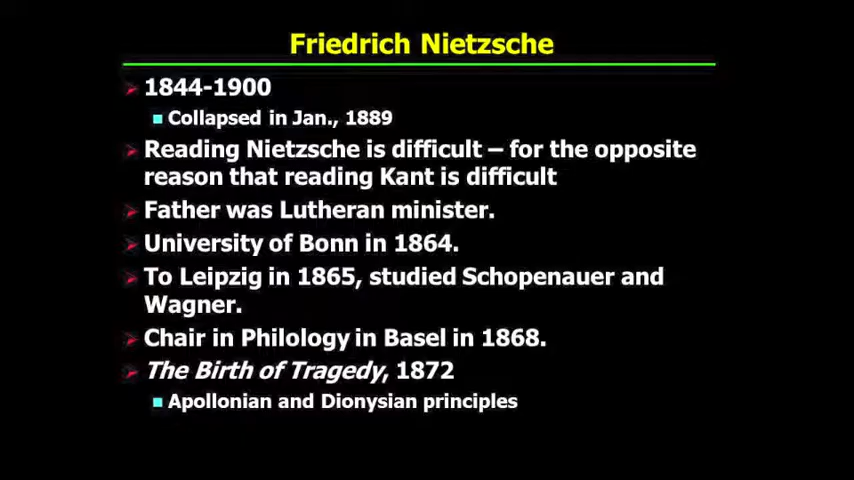 Friedrich Nietzsche
1844-1900
Collapsed in Jan., 1889
Reading Nietzsche is difficult – for the opposite
reason that reading Kant is difficult
Father was Lutheran minister.
University of Bonn in 1864.
To Leipzig in 1865, studied Schopenauer and
Wagner.
Chair in Philology in Basel in 1868.
The Birth of Tragedy, 1872
Apollonian and Dionysian principles